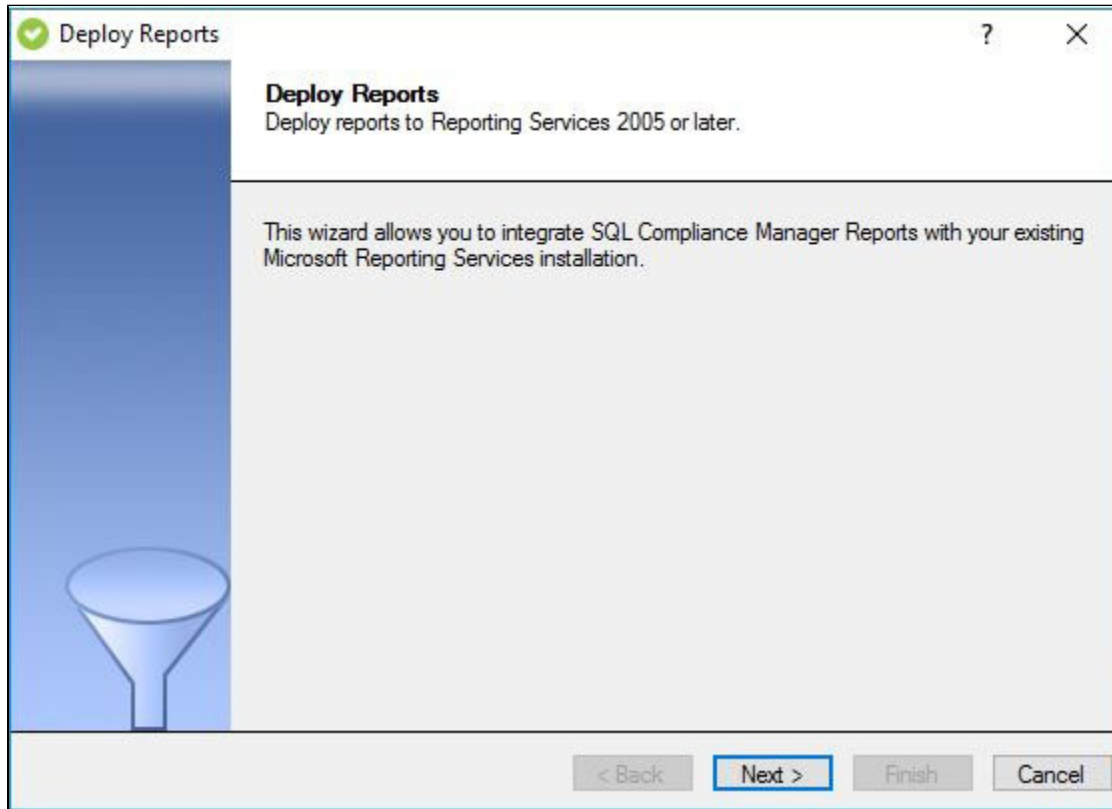 Deploy Reports
?
Deploy Reports
Deploy reports to Reporting Services 2005 or later.
This wizard allows you to integrate SQL Compliance Manager Reports with your existing
Microsoft Reporting Services installation.
< Back
Next >
Finish
Cancel